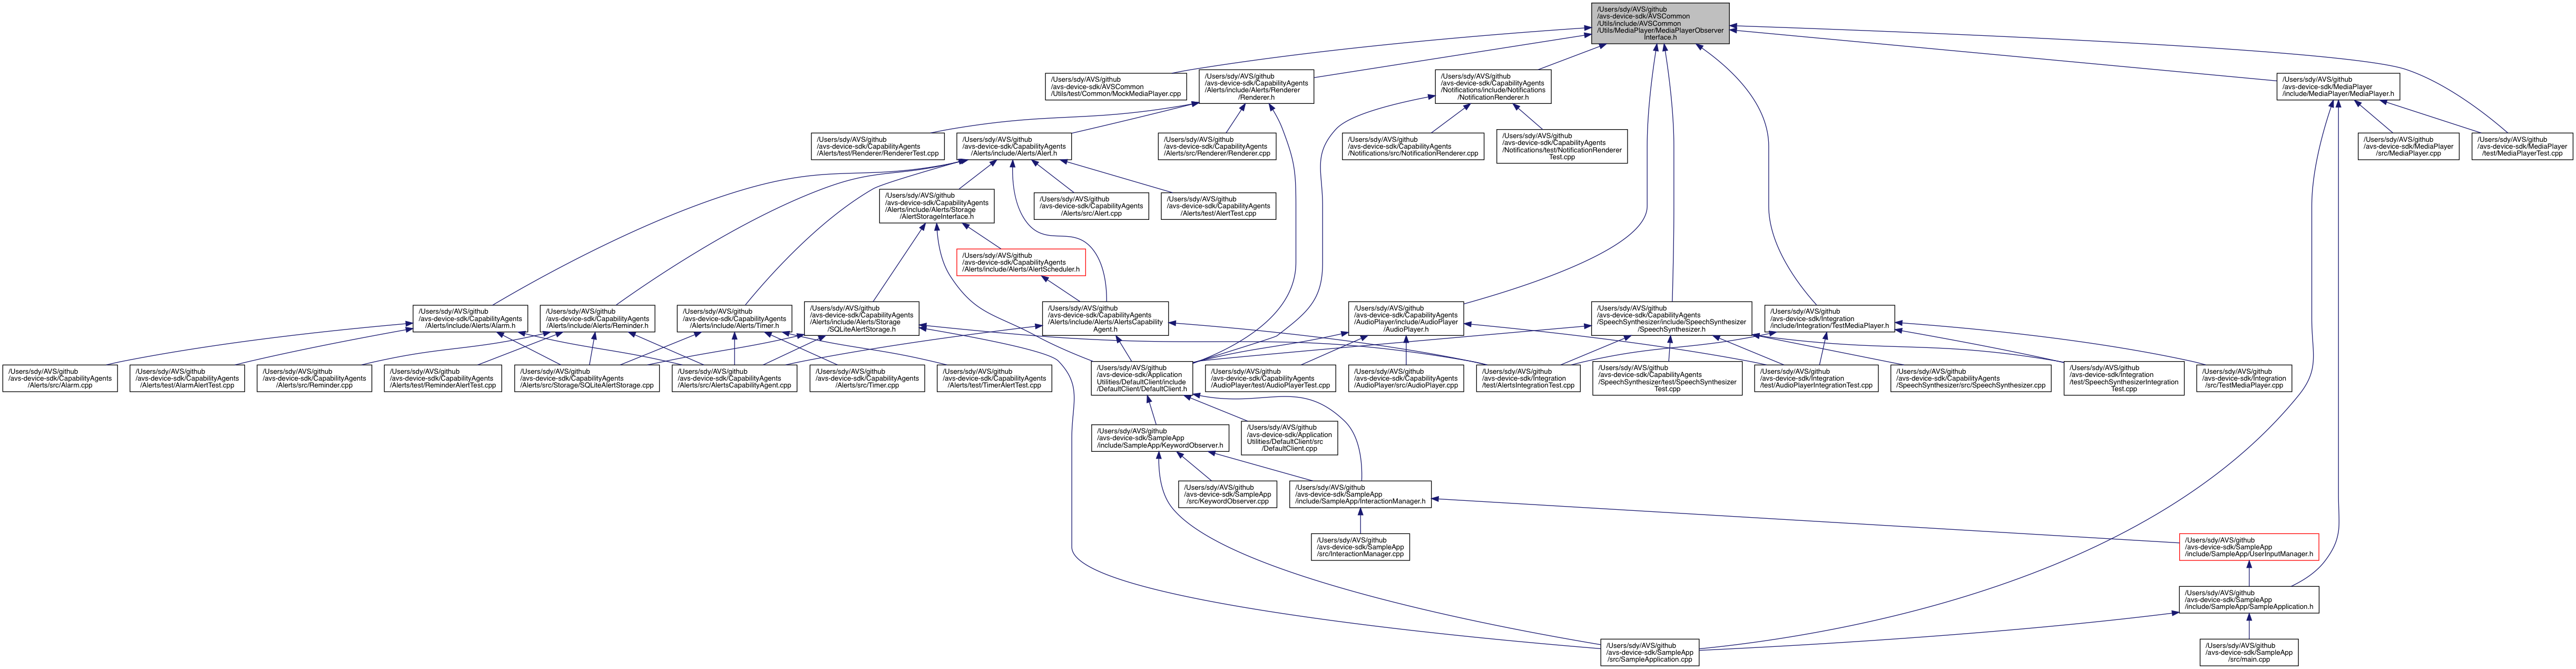 /Users/sdy/AVS/github
/avs-device-sdk/AVSCommon
/Utils/include/AVSCommon
/Utils/MediaPlayer/MediaPlayerObserver
Interface.h
/Users/sdy/AVS/github
/avs-device-sdk/AVSCommon
/Utils/test/Common/MockMediaPlayer.cpp
/Users/sdy/AVS/github
/avs-device-sdk/CapabilityAgents
/Alerts/include/Alerts/Renderer
/Renderer.h
/Users/sdy/AVS/github
/avs-device-sdk/CapabilityAgents
/Notifications/include/Notifications
/NotificationRenderer.h
/Users/sdy/AVS/github
/avs-device-sdk/MediaPlayer
/include/MediaPlayer/MediaPlayer.h
/Users/sdy/AVS/github
/avs-device-sdk/CapabilityAgents
/Alerts/test/Renderer/RendererTest.cpp
/Users/sdy/AVS/github
/avs-device-sdk/CapabilityAgents
/Alerts/include/Alerts/Alert.h
/Users/sdy/AVS/github
/avs-device-sdk/CapabilityAgents
/Alerts/src/Renderer/Renderer.cpp
/Users/sdy/AVS/github
/avs-device-sdk/CapabilityAgents
/Notifications/src/NotificationRenderer.cpp
/Users/sdy/AVS/github
/avs-device-sdk/CapabilityAgents
/Notifications/test/NotificationRenderer
Test.cpp
/Users/sdy/AVS/github
/avs-device-sdk/MediaPlayer
/src/MediaPlayer.cpp
/Users/sdy/AVS/github
/avs-device-sdk/MediaPlayer
/test/MediaPlayerTest.cpp
/Users/sdy/AVS/github
/avs-device-sdk/CapabilityAgents
/Alerts/include/Alerts/Storage
/AlertStorageInterface.h
/Users/sdy/AVS/github
/avs-device-sdk/CapabilityAgents
/Alerts/src/Alert.cpp
/Users/sdy/AVS/github
/avs-device-sdk/CapabilityAgents
/Alerts/test/AlertTest.cpp
/Users/sdy/AVS/github
/avs-device-sdk/CapabilityAgents
/Alerts/include/Alerts/AlertScheduler.h
/Users/sdy/AVS/github
/avs-device-sdk/CapabilityAgents
/Alerts/include/Alerts/Alarm.h
/Users/sdy/AVS/github
/avs-device-sdk/CapabilityAgents
/Alerts/include/Alerts/Reminder.h
/Users/sdy/AVS/github
/avs-device-sdk/CapabilityAgents
/Alerts/include/Alerts/Timer.h
/Users/sdy/AVS/github
/avs-device-sdk/CapabilityAgents
/Alerts/include/Alerts/Storage
/SQLiteAlertStorage.h
/Users/sdy/AVS/github
/avs-device-sdk/CapabilityAgents
/Alerts/include/Alerts/AlertsCapability
Agent.h
/Users/sdy/AVS/github
/avs-device-sdk/CapabilityAgents
/AudioPlayer/include/AudioPlayer
/AudioPlayer.h
/Users/sdy/AVS/github
/avs-device-sdk/CapabilityAgents
/SpeechSynthesizer/include/SpeechSynthesizer
/SpeechSynthesizer.h
/Users/sdy/AVS/github
/avs-device-sdk/Integration
/include/Integration/TestMediaPlayer.h
/Users/sdy/AVS/github
/avs-device-sdk/CapabilityAgents
/Alerts/src/Alarm.cpp
/Users/sdy/AVS/github
/avs-device-sdk/CapabilityAgents
/Alerts/test/AlarmAlertTest.cpp
/Users/sdy/AVS/github
/avs-device-sdk/CapabilityAgents
/Alerts/src/Reminder.cpp
/Users/sdy/AVS/github
/avs-device-sdk/CapabilityAgents
/Alerts/test/ReminderAlertTest.cpp
/Users/sdy/AVS/github
/avs-device-sdk/CapabilityAgents
/Alerts/src/Storage/SQLiteAlertStorage.cpp
/Users/sdy/AVS/github
/avs-device-sdk/CapabilityAgents
/Alerts/src/AlertsCapabilityAgent.cpp
/Users/sdy/AVS/github
/avs-device-sdk/CapabilityAgents
/Alerts/src/Timer.cpp
/Users/sdy/AVS/github
/avs-device-sdk/CapabilityAgents
/Alerts/test/TimerAlertTest.cpp
/Users/sdy/AVS/github
/avs-device-sdk/Application
Utilities/DefaultClient/include
/DefaultClient/DefaultClient.h
/Users/sdy/AVS/github
/avs-device-sdk/CapabilityAgents
/AudioPlayer/test/AudioPlayerTest.cpp
/Users/sdy/AVS/github
/avs-device-sdk/CapabilityAgents
/AudioPlayer/src/AudioPlayer.cpp
/Users/sdy/AVS/github
/avs-device-sdk/Integration
/test/AlertsIntegrationTest.cpp
/Users/sdy/AVS/github
/avs-device-sdk/CapabilityAgents
/SpeechSynthesizer/test/SpeechSynthesizer
Test.cpp
/Users/sdy/AVS/github
/avs-device-sdk/Integration
/test/AudioPlayerIntegrationTest.cpp
/Users/sdy/AVS/github
/avs-device-sdk/CapabilityAgents
/SpeechSynthesizer/src/SpeechSynthesizer.cpp
/Users/sdy/AVS/github
/avs-device-sdk/Integration
/test/SpeechSynthesizerIntegration
Test.cpp
/Users/sdy/AVS/github
/avs-device-sdk/Integration
/src/TestMediaPlayer.cpp
/Users/sdy/AVS/github
/avs-device-sdk/SampleApp
/include/SampleApp/KeywordObserver.h
/Users/sdy/AVS/github
/avs-device-sdk/Application
Utilities/DefaultClient/src
/DefaultClient.cpp
/Users/sdy/AVS/github
/avs-device-sdk/SampleApp
/src/KeywordObserver.cpp
/Users/sdy/AVS/github
/avs-device-sdk/SampleApp
/include/SampleApp/InteractionManager.h
/Users/sdy/AVS/github
/avs-device-sdk/SampleApp
/src/InteractionManager.cpp
/Users/sdy/AVS/github
/avs-device-sdk/SampleApp
/include/SampleApp/UserInputManager.h
/Users/sdy/AVS/github
/avs-device-sdk/SampleApp
/include/SampleApp/SampleApplication.h
/Users/sdy/AVS/github
/avs-device-sdk/SampleApp
/src/SampleApplication.cpp
/Users/sdy/AVS/github
/avs-device-sdk/SampleApp
/src/main.cpp